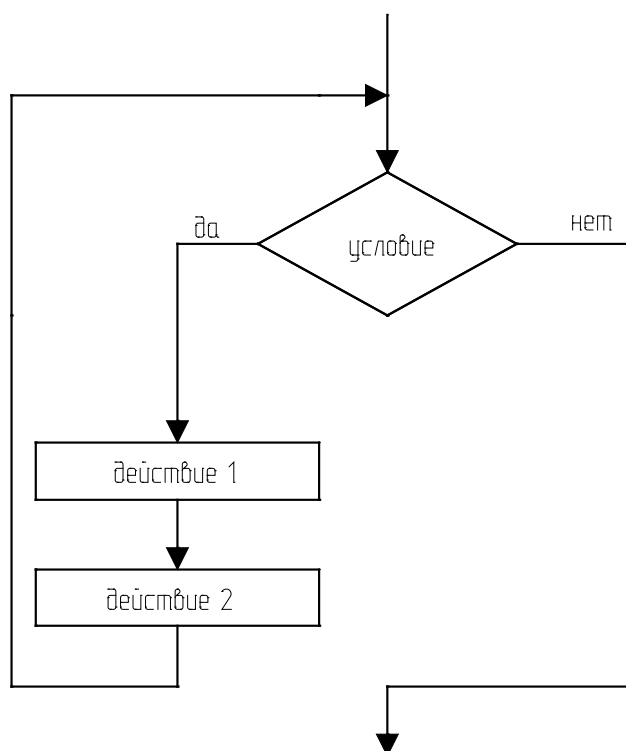 да
нет
условие
действие 1
действие 2